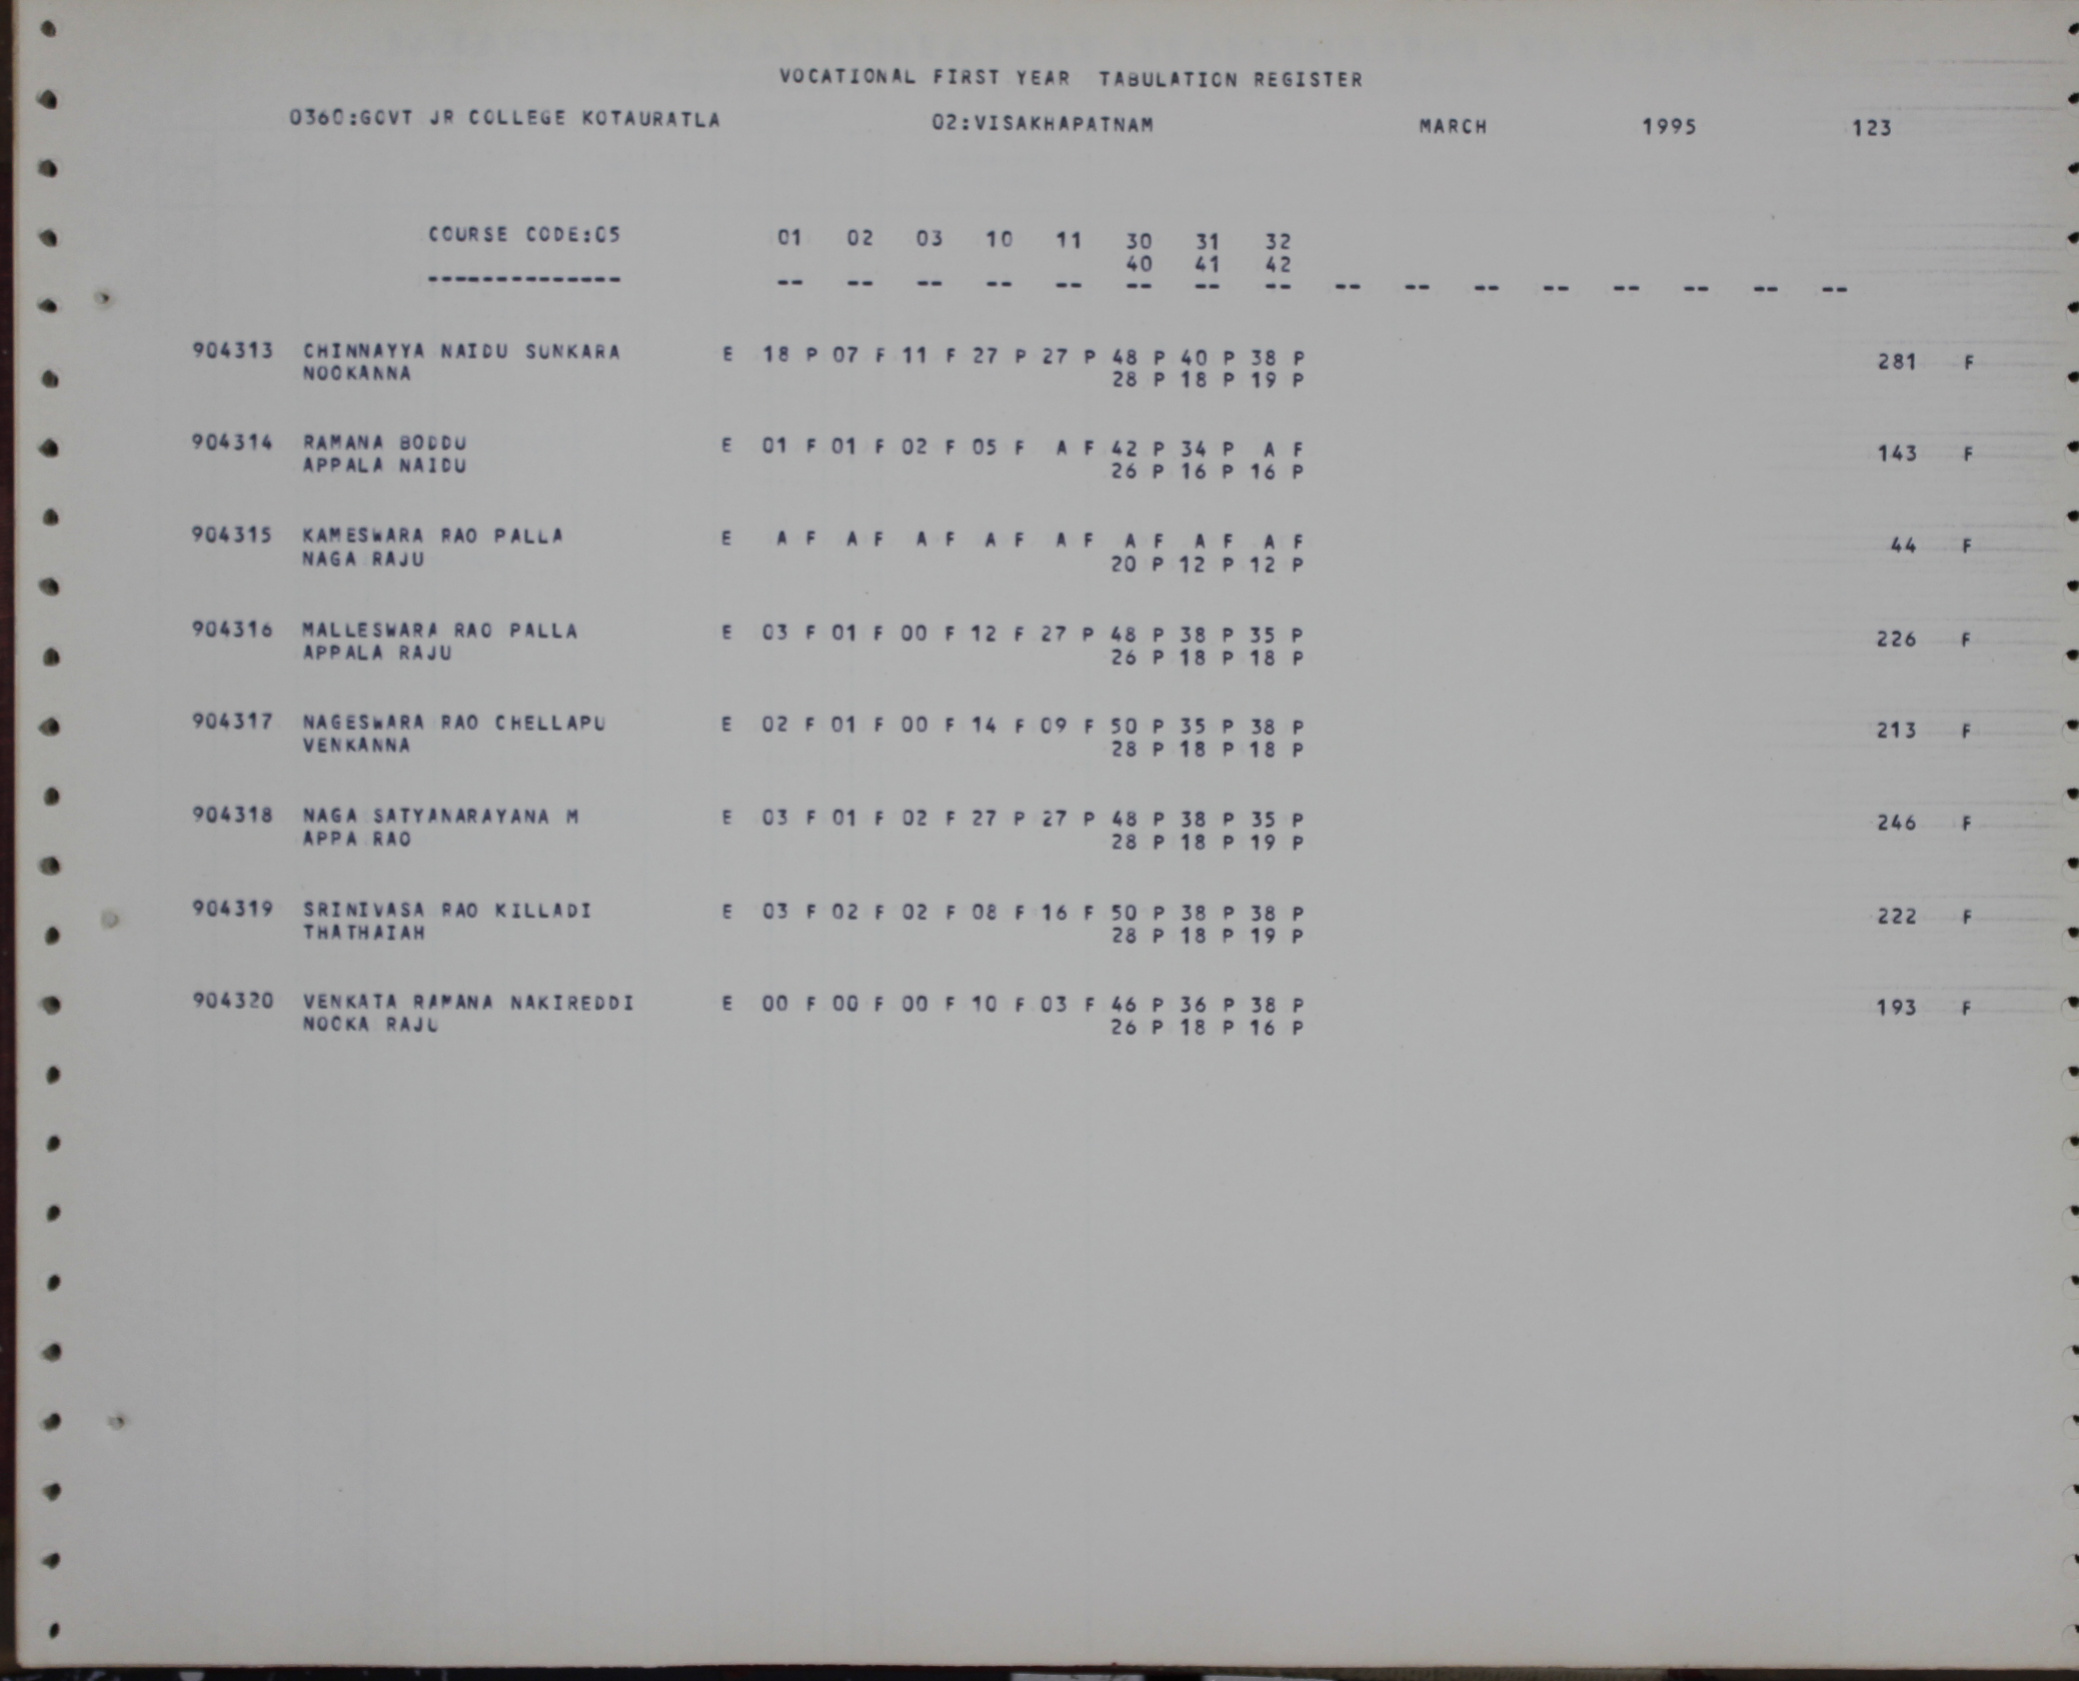 VOCATIONAL FIRST YEAR TABULATION REGISTER
0360:GOVT JR COLLEGE KOTAURATLA 02:VISAKHAPATNAM MARCH 1995 123
COURSE CODE:05 01 02 03 10 11 30 31 32
40 41 42
-------------- -- -- -- -- -- -- -- -- -- -- -- -- -- -- -- --
904313 CHINNAYYA NAIDU SUNKARA E 18 P 07 F 11 F 27 P 27 P 48 P 40 P 38 P 281 F
NOOKANNA 28 P 18 P 19 P
904314 RAMANA BODDU E 01 F 01 F 02 F 05 F A F 42 P 34 P A F 143 F
APPALA NAIDU 26 P 16 P 16 P
904315 KAMESWARA RAO PALLA E A F A F A F A F A F A F A F A F 44 F
NAGA RAJU 20 P 12 P 12 P
904316 MALLESWARA RAO PALLA E 03 F 01 F 00 F 12 F 27 P 48 P 38 P 35 P 226 F
APPALA RAJU 26 P 18 P 18 P
904317 NAGESWARA RAO CHELLAPU E 02 F 01 F 00 F 14 F 09 F 50 P 35 P 38 P 213 F
VENKANNA 28 P 18 P 18 P
904318 NAGA SATYANARAYANA M E 03 F 01 F 02 F 27 P 27 P 48 P 38 P 35 P 246 F
APPA RAO 28 P 18 P 19 P
904319 SRINIVASA RAO KILLADI E 03 F 02 F 02 F 08 F 16 F 50 P 38 P 38 P 222 F
THATHAIAH 28 P 18 P 19 P
904320 VENKATA RAMANA NAKIREDDI E 00 F 00 F 00 F 10 F 03 F 46 P 36 P 38 P 193 F
NOOKA RAJU 26 P 18 P 16 P